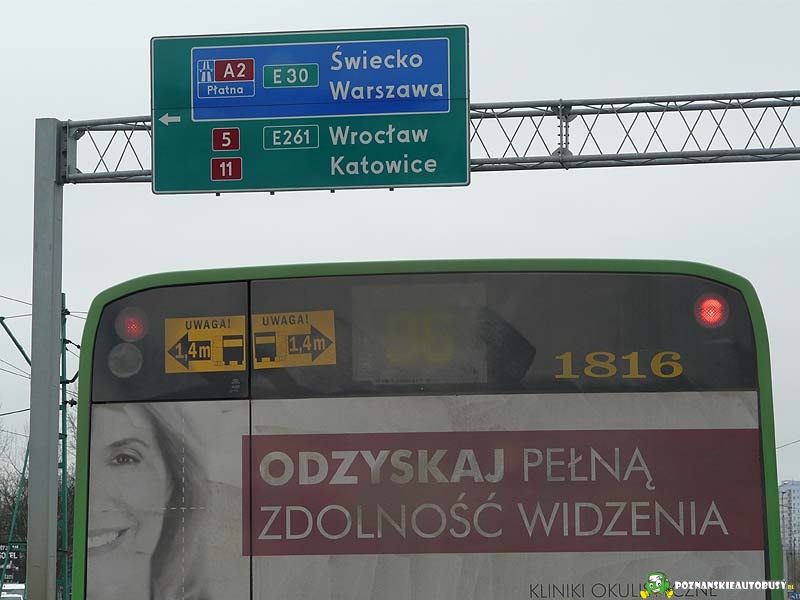 A2 E 30 Świecko
Płatna Warszawa
5 E261 Wrocław
11 Katowice
UWAGA! UWAGA!
1,4m 1,4m
1816
ODZYSKAJ PEŁNĄ
ZDOLNOŚĆ WIDZENIA
KLINIKI
POZNANSKIEAUTOBUSY